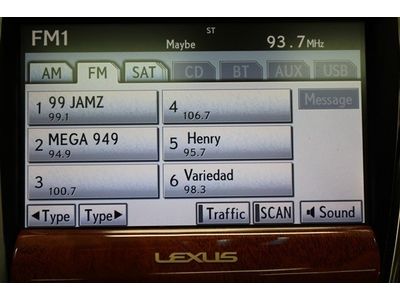 FM1 ST
Maybe 93.7 MHz
AM FM SAT CD BT AUX USB
1 99 JAMZ 99.1
4 106.7
Message
2 MEGA 949 94.9
5 Henry 95.7
3 100.7
6 Variedad 98.3
◀Type Type▶ Traffic SCAN Sound
LEXUS